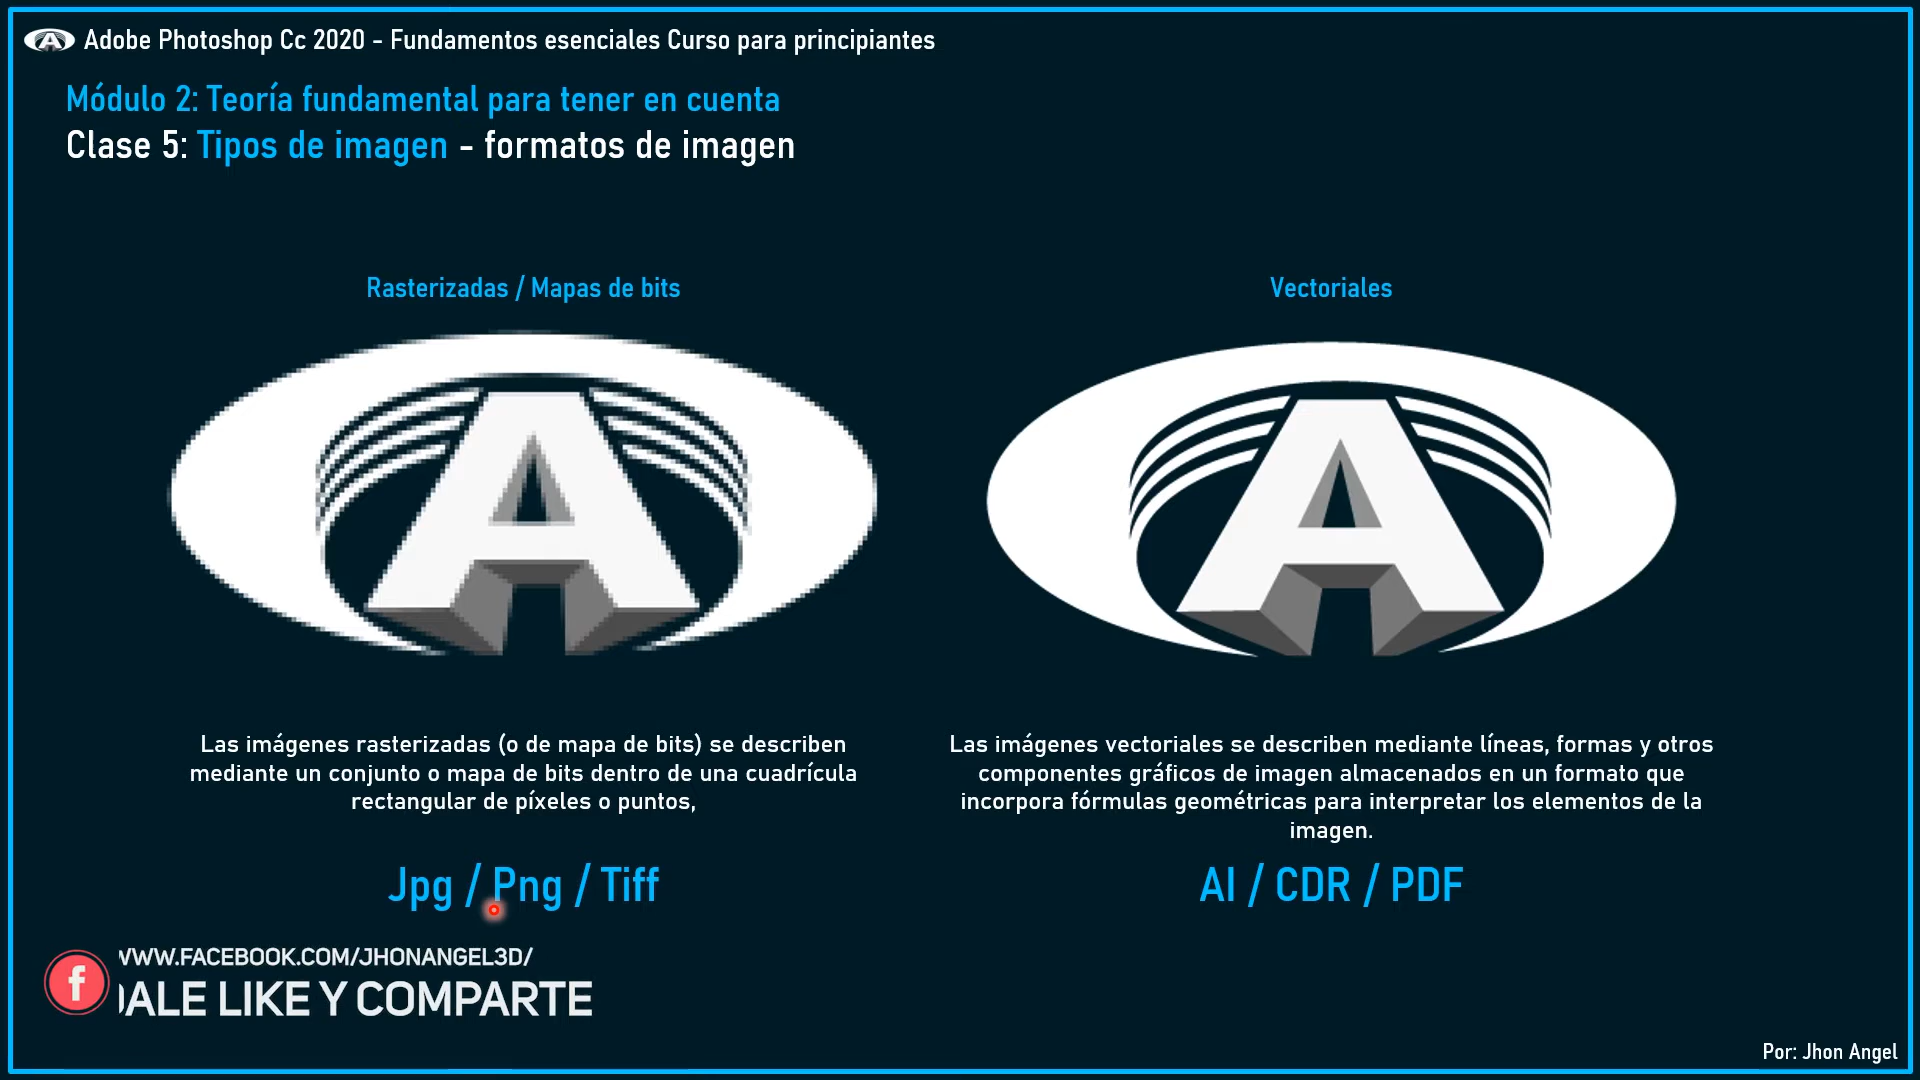 Adobe Photoshop Cc 2020 - Fundamentos esenciales Curso para principiantes
Módulo 2: Teoría fundamental para tener en cuenta
Clase 5: Tipos de imagen - formatos de imagen
Rasterizadas / Mapas de bits
A
Las imágenes rasterizadas (o de mapa de bits) se describen
mediante un conjunto o mapa de bits dentro de una cuadrícula
rectangular de píxeles o puntos,
Jpg / Png / Tiff
Vectoriales
A
Las imágenes vectoriales se describen mediante líneas, formas y otros
componentes gráficos de imagen almacenados en un formato que
incorpora fórmulas geométricas para interpretar los elementos de la
imagen.
AI / CDR / PDF
WWW.FACEBOOK.COM/JHONANGEL3D/
DALE LIKE Y COMPARTE
Por: Jhon Angel